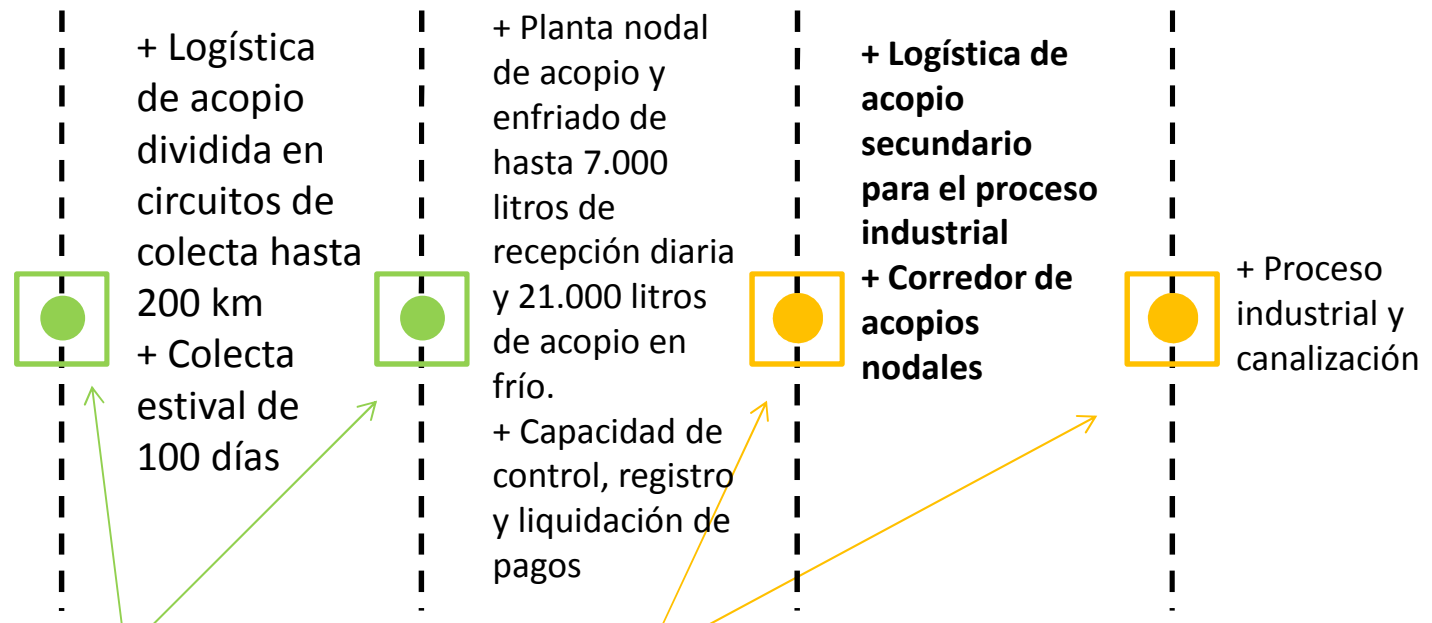 + Logística
de acopio
dividida en
circuitos de
colecta hasta
200 km
+ Colecta
estival de
100 días
+ Planta nodal
de acopio y
enfriado de
hasta 7.000
litros de
recepción diaria
y 21.000 litros
de acopio en
frío.
+ Capacidad de
control, registro
y liquidación de
pagos
+ Logística de
acopio
secundario
para el proceso
industrial
+ Corredor de
acopios
nodales
+ Proceso
industrial y
canalización